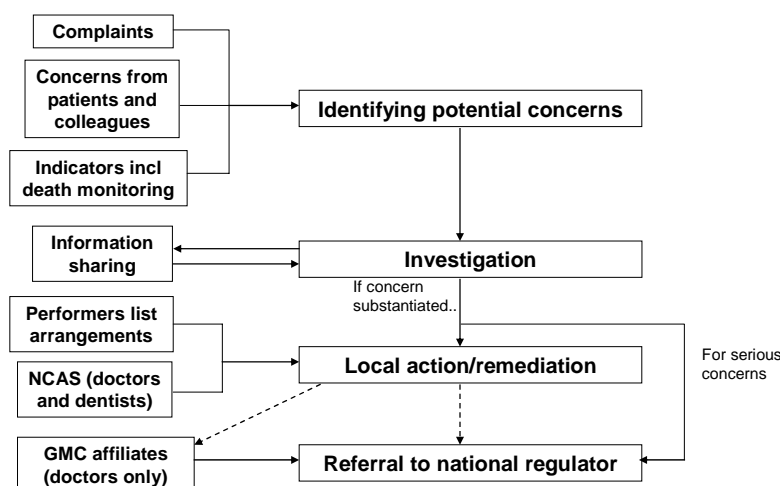 Complaints
Concerns from
patients and
colleagues
Identifying potential concerns
Indicators incl
death monitoring
Information
sharing
Investigation
If concern
substantiated..
Performers list
arrangements
Local action/remediation
For serious
concerns
NCAS (doctors
and dentists)
GMC affiliates
(doctors only)
Referral to national regulator